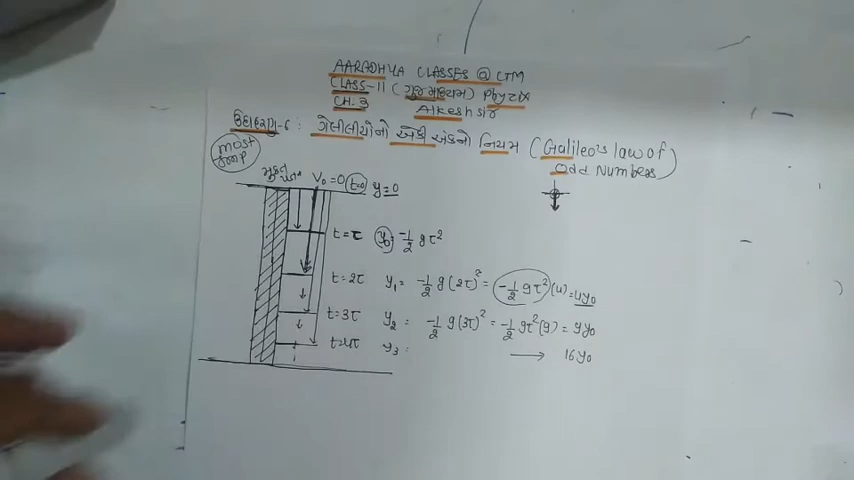 AARADHYA CLASSES @ CTM
CLASS-11 (ગુજ માધ્યમ) Phyzix
CH-3
Alkesh sir
ઉદાહરણ-6 : ગેલીલીયોનો એકી અંકનો નિયમ (Galileo's law of odd Numbers)
most Imp
મુક્ત પતન V₀=0 t=0 y=0
t=τ y₀=-1/2 gτ²
t=2τ y₁= -1/2 g(2τ)² = (-1/2 gτ²)(4)=4y₀
t=3τ y₂= -1/2 g(3τ)² = -1/2 gτ²(9) = 9y₀
t=4τ y₃= → 16y₀